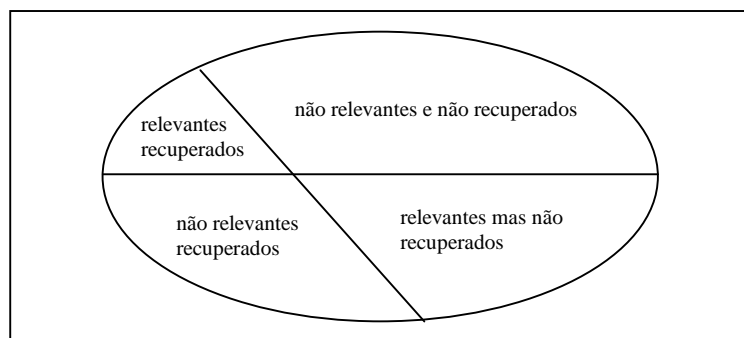 não relevantes e não recuperados
relevantes
recuperados
não relevantes
recuperados
relevantes mas não
recuperados